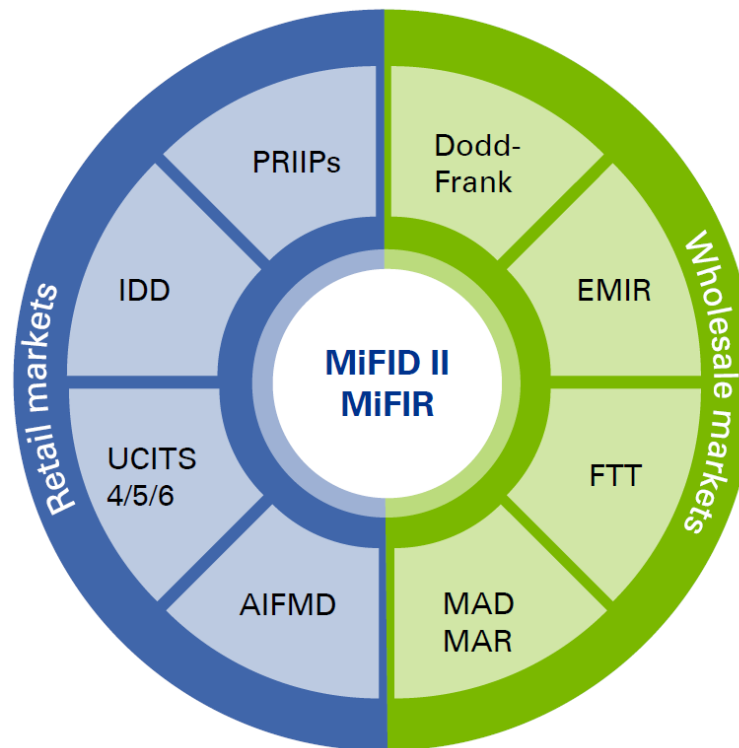 PRIIPs
Dodd-
Frank
IDD
EMIR
Retail markets
MiFID II
MiFIR
Wholesale markets
UCITS
4/5/6
FTT
AIFMD
MAD
MAR